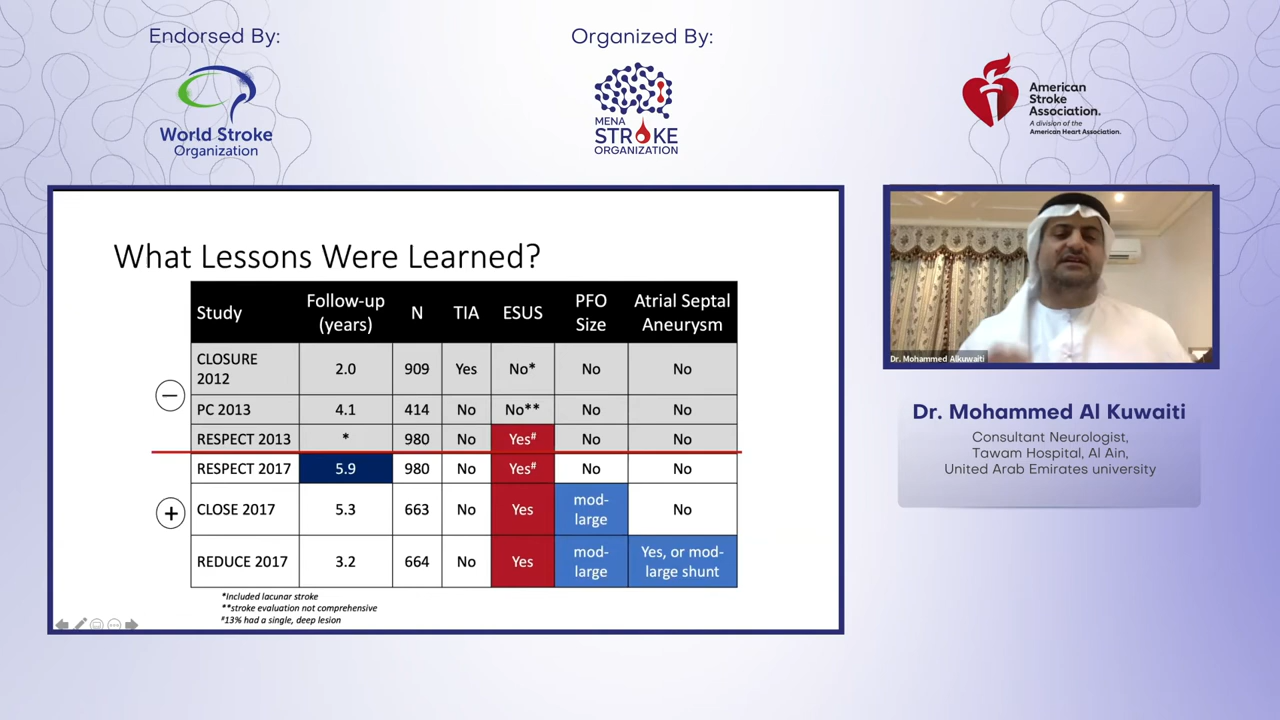 Endorsed By:
World Stroke
Organization
Organized By:
MENA
STROKE
ORGANIZATION
American
Stroke
Association.
A division of the
American Heart Association.
What Lessons Were Learned?
Study Follow-up (years) N TIA ESUS PFO Size Atrial Septal Aneurysm
CLOSURE 2012 2.0 909 Yes No* No No
PC 2013 4.1 414 No No** No No
RESPECT 2013 * 980 No Yes# No No
RESPECT 2017 5.9 980 No Yes# No No
CLOSE 2017 5.3 663 No Yes mod-large No
REDUCE 2017 3.2 664 No Yes mod-large Yes, or mod-large shunt
−
+
*Included lacunar stroke
**stroke evaluation not comprehensive
#13% had a single, deep lesion
Dr. Mohammed Alkuwaiti
Dr. Mohammed Al Kuwaiti
Consultant Neurologist,
Tawam Hospital, Al Ain,
United Arab Emirates university